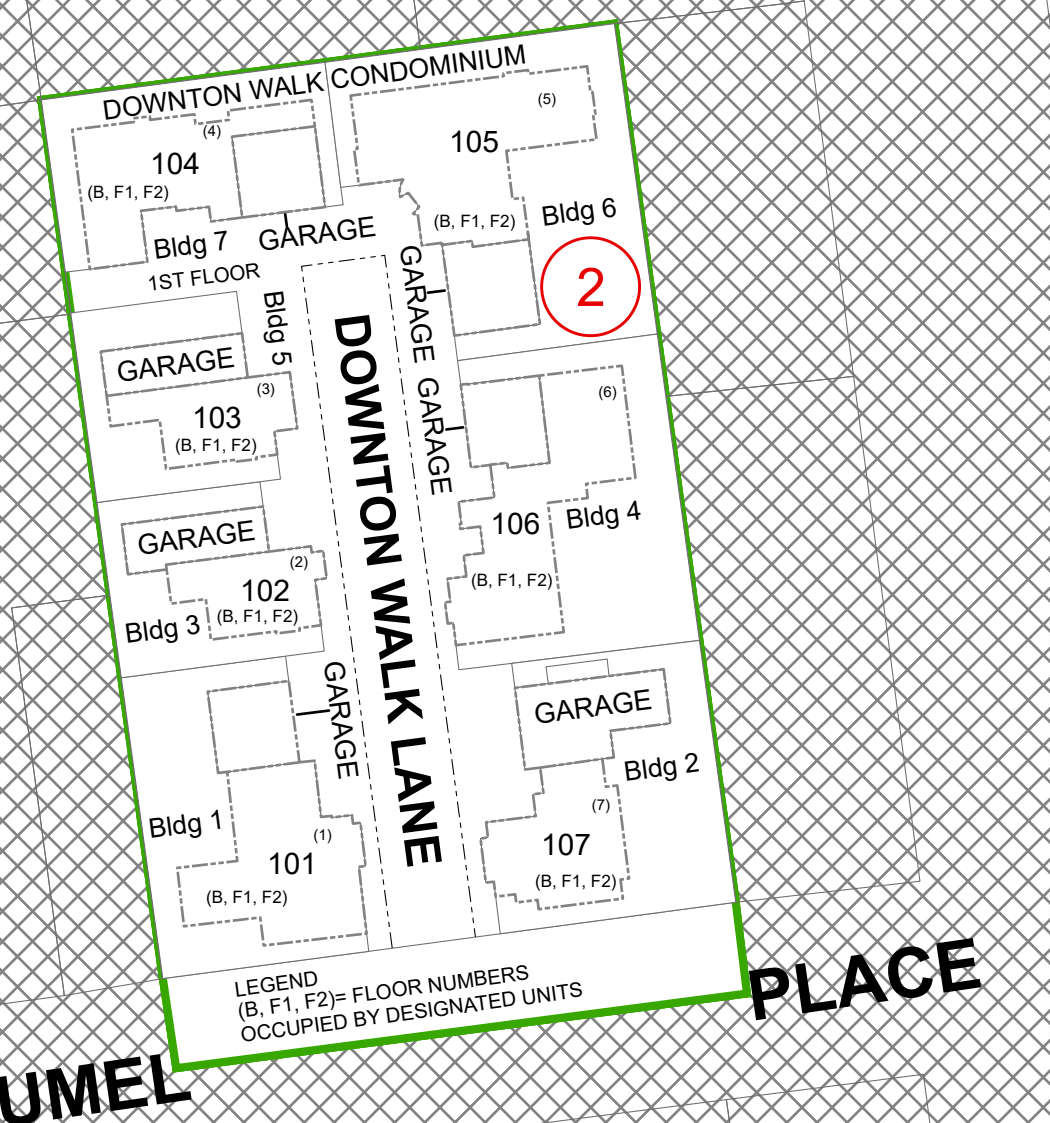 DOWNTON WALK CONDOMINIUM
(5)
(4)
105
104
(B, F1, F2)
(B, F1, F2)
Bldg 6
Bldg 7
GARAGE
1ST FLOOR
GARAGE
2
Bldg 5
DOWNTON WALK LANE
GARAGE
(3)
103
(B, F1, F2)
GARAGE
(6)
106
Bldg 4
(B, F1, F2)
GARAGE
(2)
102
(B, F1, F2)
Bldg 3
GARAGE
GARAGE
Bldg 2
Bldg 1
(1)
101
(B, F1, F2)
(7)
107
(B, F1, F2)
LEGEND
(B, F1, F2)= FLOOR NUMBERS
OCCUPIED BY DESIGNATED UNITS
PLACE
UMEL